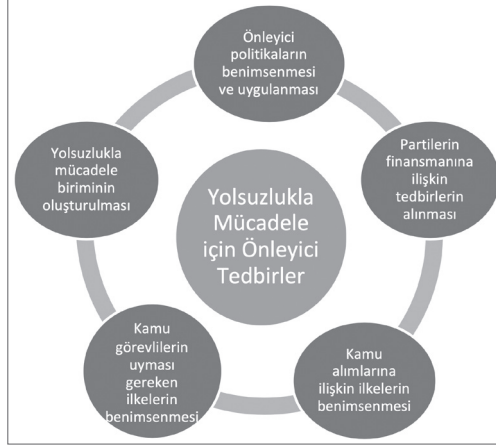 Önleyici
politikaların
benimsenmesi
ve uygulanması
Partilerin
finansmanına
ilişkin
tedbirlerin
alınması
Kamu
alımlarına
ilişkin ilkelerin
benimsenmesi
Kamu
görevlilerin
uyması
gereken
ilkelerin
benimsenmesi
Yolsuzlukla
mücadele
biriminin
oluşturulması
Yolsuzlukla
Mücadele
için Önleyici
Tedbirler